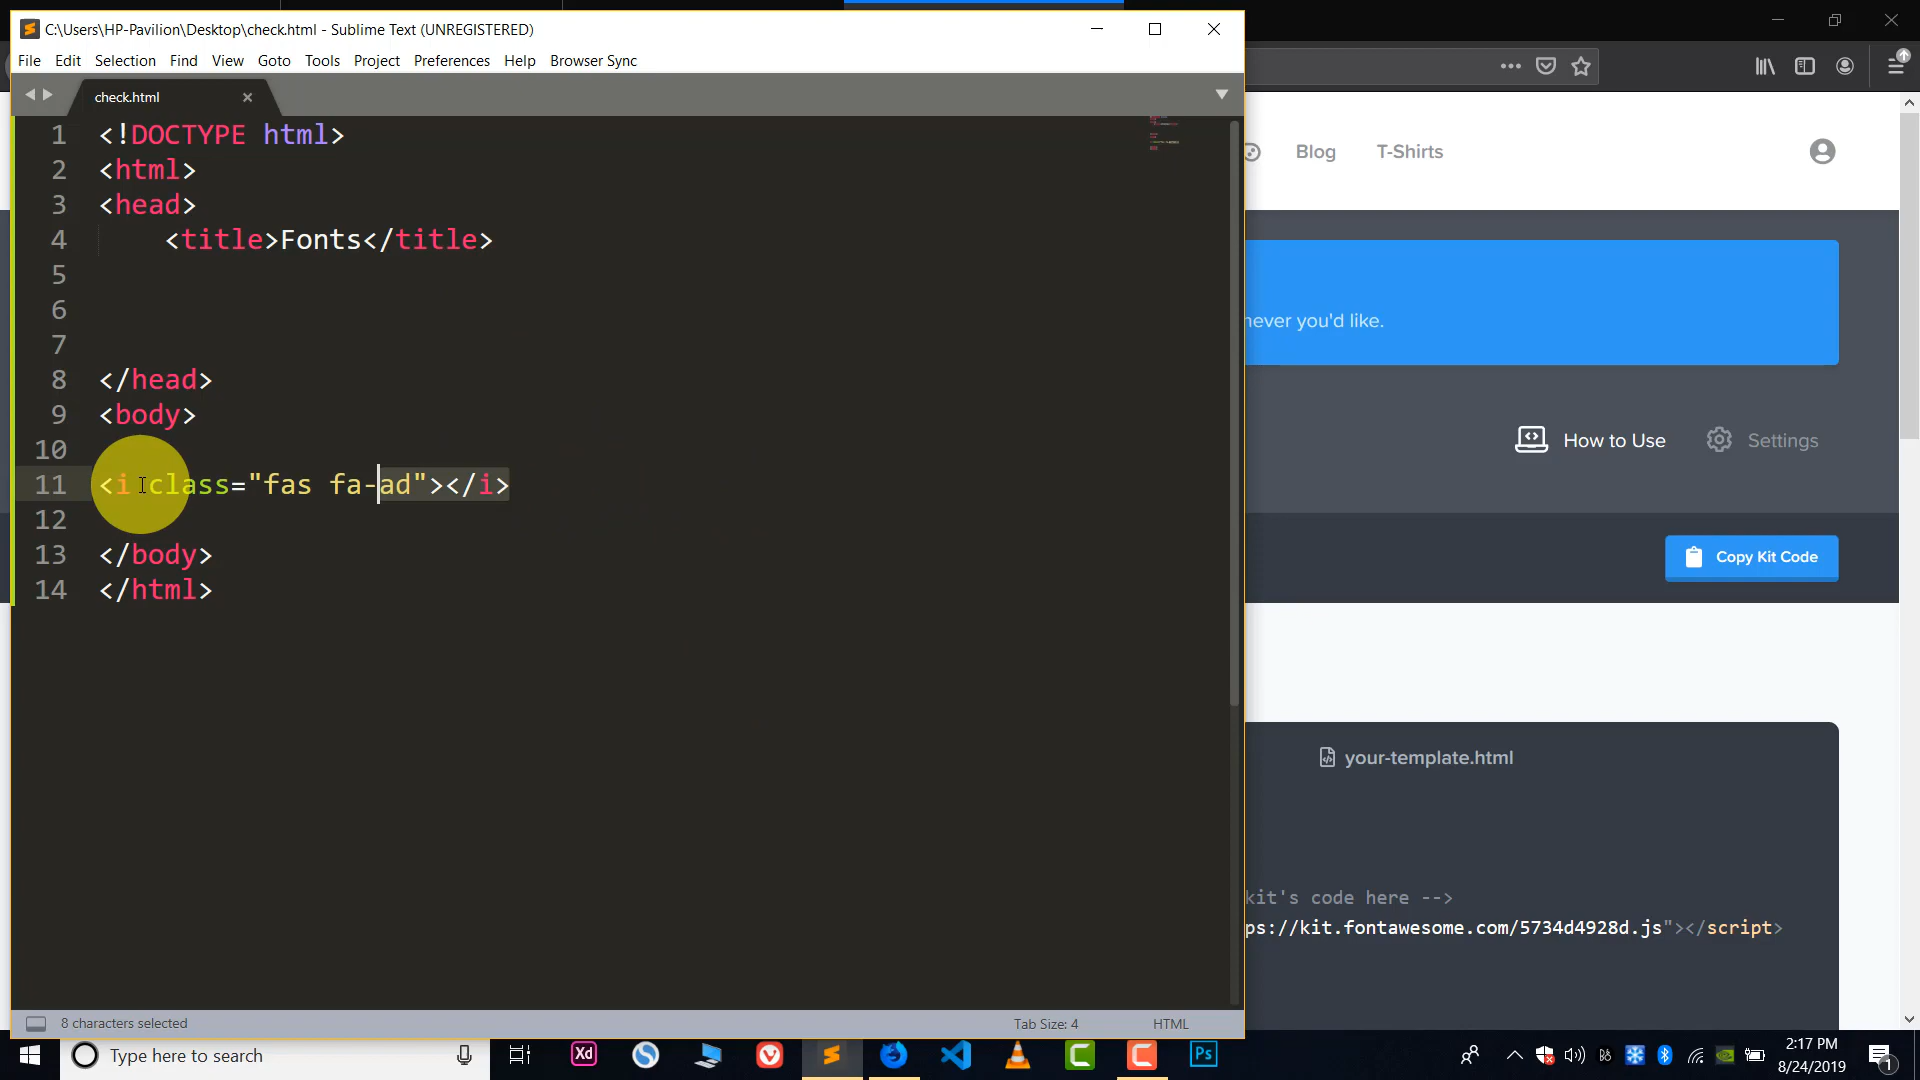 C:\Users\HP-Pavilion\Desktop\check.html - Sublime Text (UNREGISTERED)
File Edit Selection Find View Goto Tools Project Preferences Help Browser Sync
check.html
1 <!DOCTYPE html>
2 <html>
3 <head>
4 <title>Fonts</title>
5
6
7
8 </head>
9 <body>
10
11 <i class="fas fa-ad"></i>
12
13 </body>
14 </html>
8 characters selected
Tab Size: 4
HTML
Blog
T-Shirts
never you'd like.
How to Use
Settings
Copy Kit Code
your-template.html
kit's code here -->
ps://kit.fontawesome.com/5734d4928d.js"></script>
Type here to search
Xd
Ps
2:17 PM
8/24/2019
1